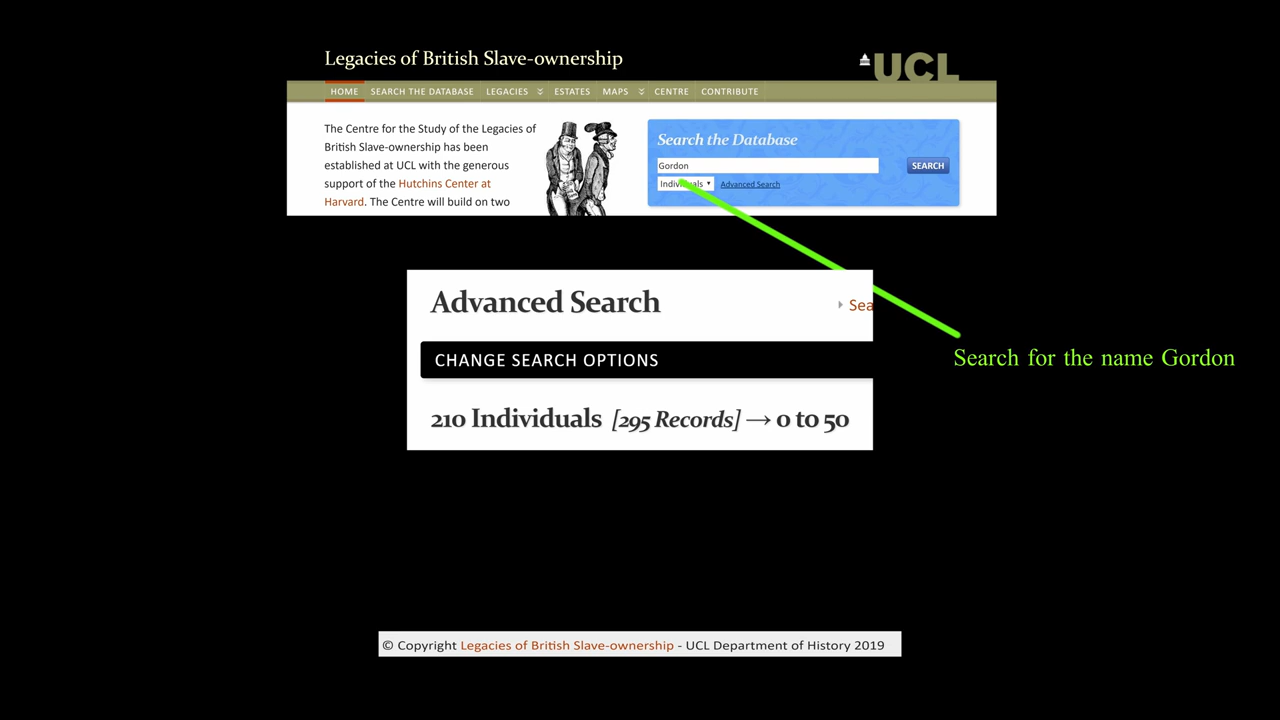 Legacies of British Slave-ownership
UCL
HOME SEARCH THE DATABASE LEGACIES ESTATES MAPS CENTRE CONTRIBUTE
The Centre for the Study of the Legacies of
British Slave-ownership has been
established at UCL with the generous
support of the Hutchins Center at
Harvard. The Centre will build on two
Search the Database
Gordon
SEARCH
Individuals Advanced Search
Advanced Search
Sea
CHANGE SEARCH OPTIONS
210 Individuals [295 Records] → 0 to 50
Search for the name Gordon
© Copyright Legacies of British Slave-ownership - UCL Department of History 2019